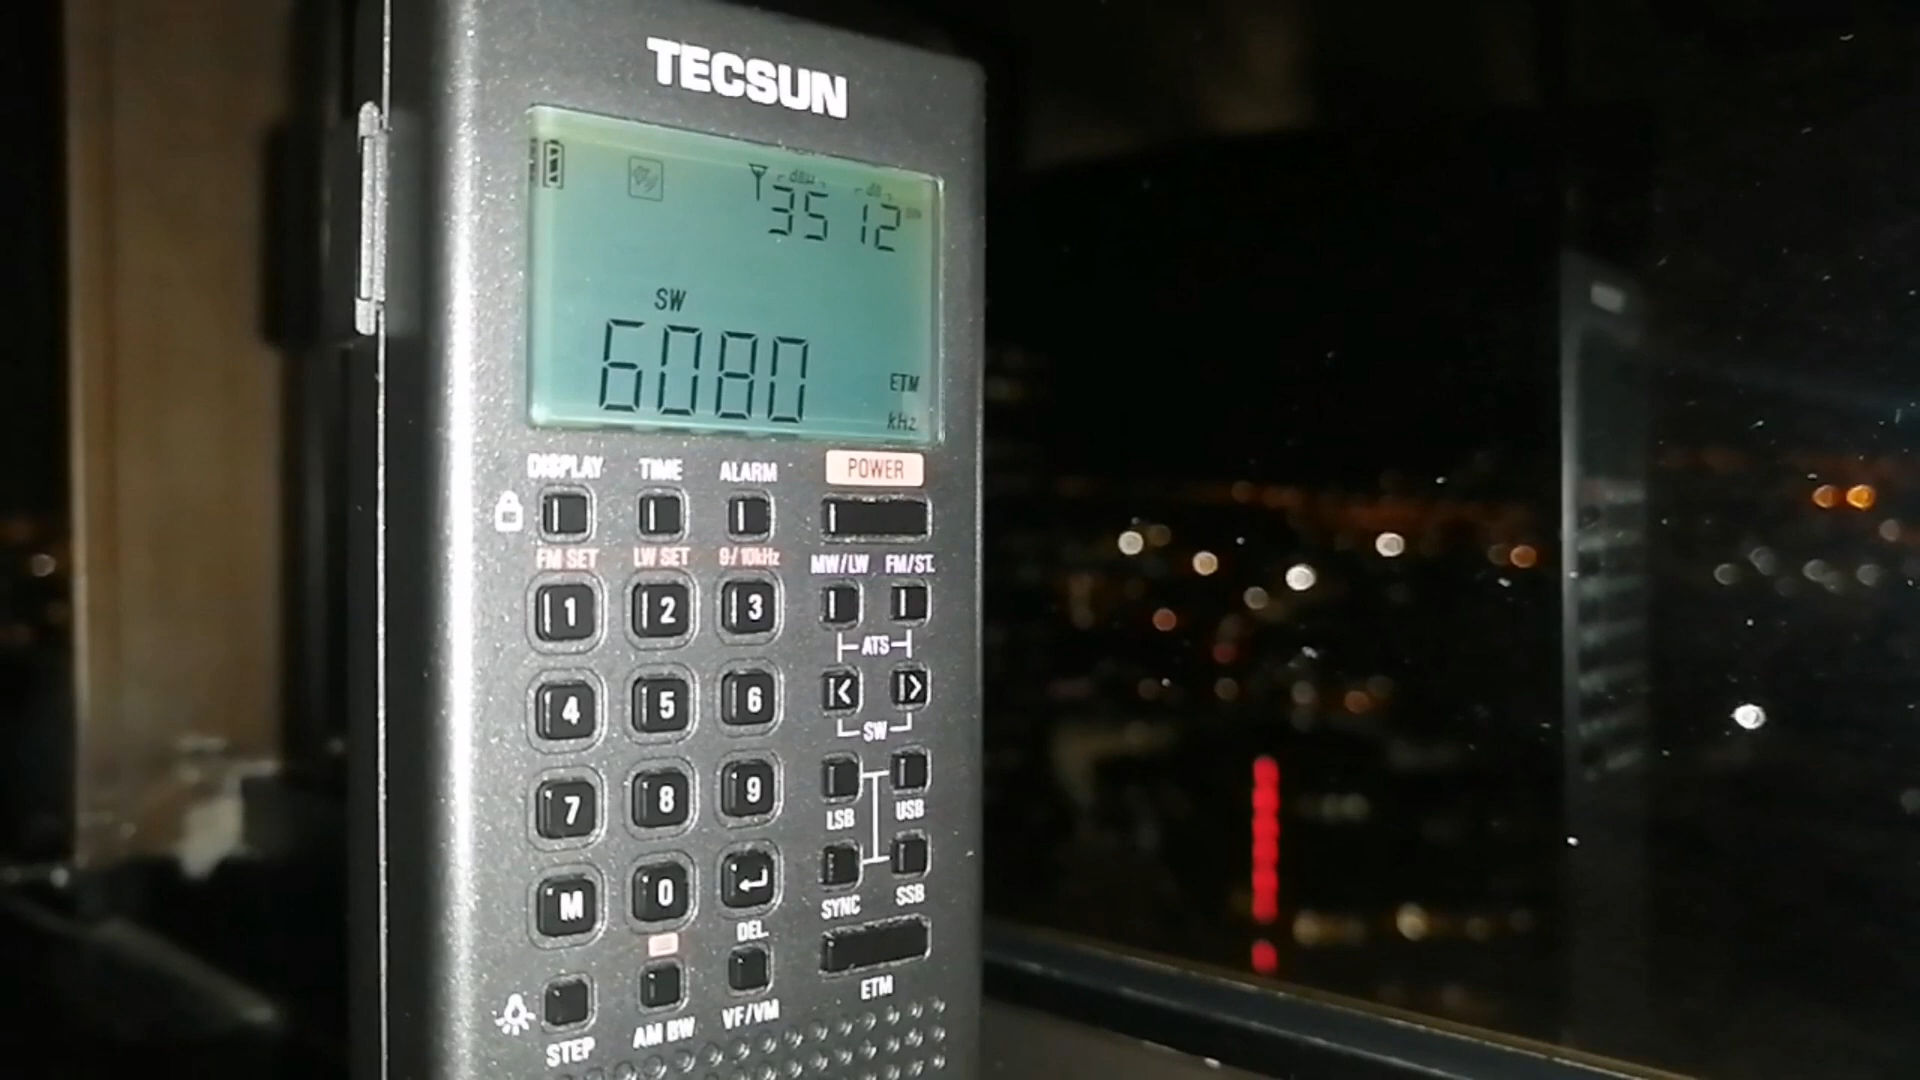 TECSUN
dBµ dB
35 12
SW
6080
ETM
kHz
DISPLAY TIME ALARM POWER
FM SET LW SET 9/10kHz MW/LW FM/ST.
1 2 3
ATS
4 5 6 < >
SW
7 8 9
LSB USB
M 0
SYNC SSB
DEL.
ETM
STEP AM BW VF/VM